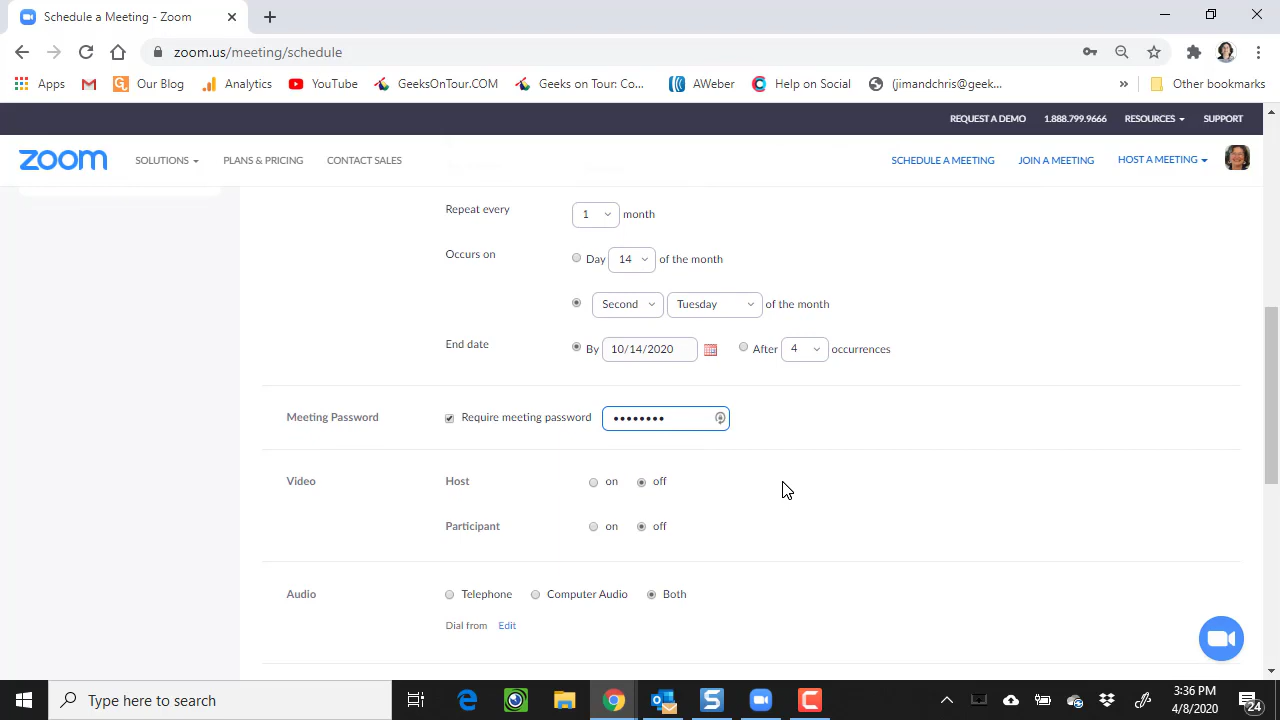 Schedule a Meeting - Zoom
zoom.us/meeting/schedule
Apps Our Blog Analytics YouTube GeeksOnTour.COM Geeks on Tour: Co... AWeber Help on Social (jimandchris@geek... » Other bookmarks
REQUEST A DEMO 1.888.799.9666 RESOURCES SUPPORT
zoom SOLUTIONS PLANS & PRICING CONTACT SALES SCHEDULE A MEETING JOIN A MEETING HOST A MEETING
Repeat every 1 month
Occurs on Day 14 of the month
Second Tuesday of the month
End date By 10/14/2020 After 4 occurrences
Meeting Password Require meeting password ••••••••
Video Host on off
Participant on off
Audio Telephone Computer Audio Both
Dial from Edit
Type here to search
3:36 PM
4/8/2020
24